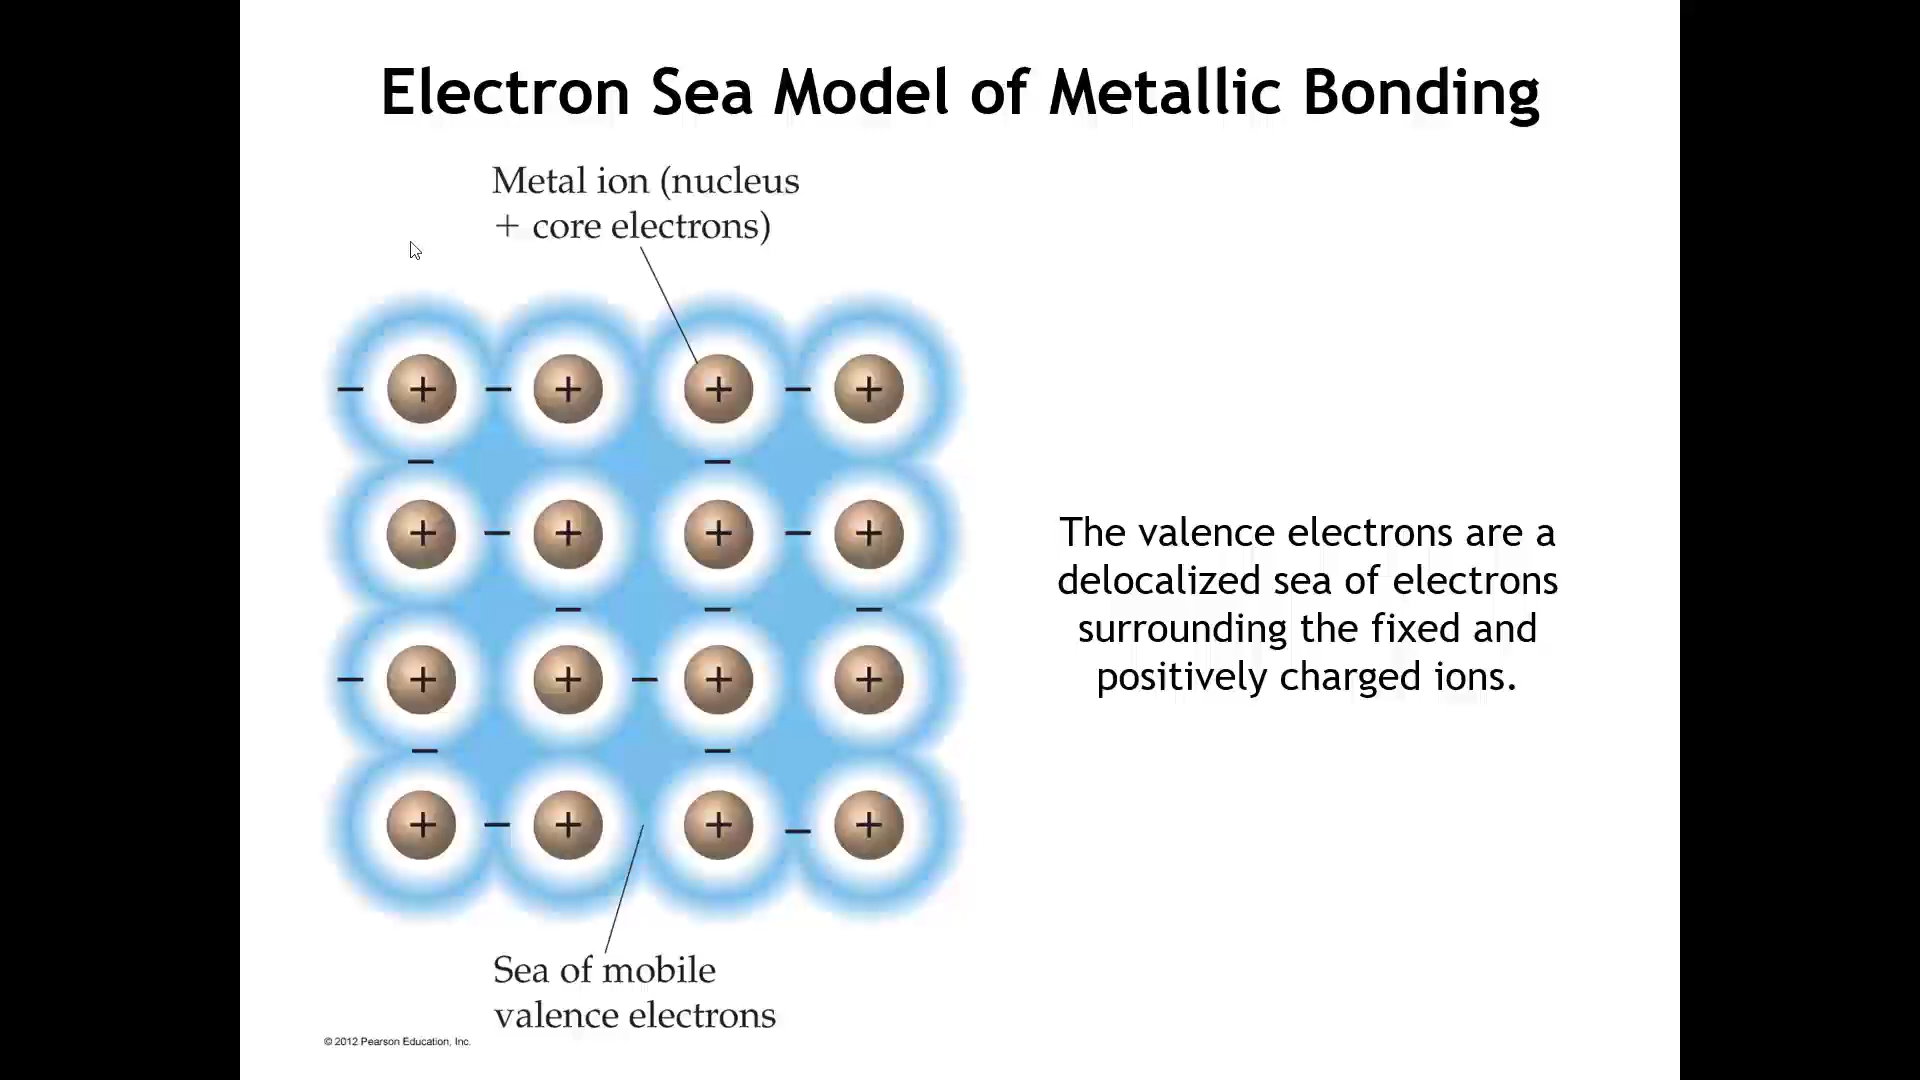 Electron Sea Model of Metallic Bonding
Metal ion (nucleus
+ core electrons)
− + − + + − +
− −
+ − + + − +
− − −
− + + − + +
− −
+ − + + − +
The valence electrons are a
delocalized sea of electrons
surrounding the fixed and
positively charged ions.
Sea of mobile
valence electrons
© 2012 Pearson Education, Inc.